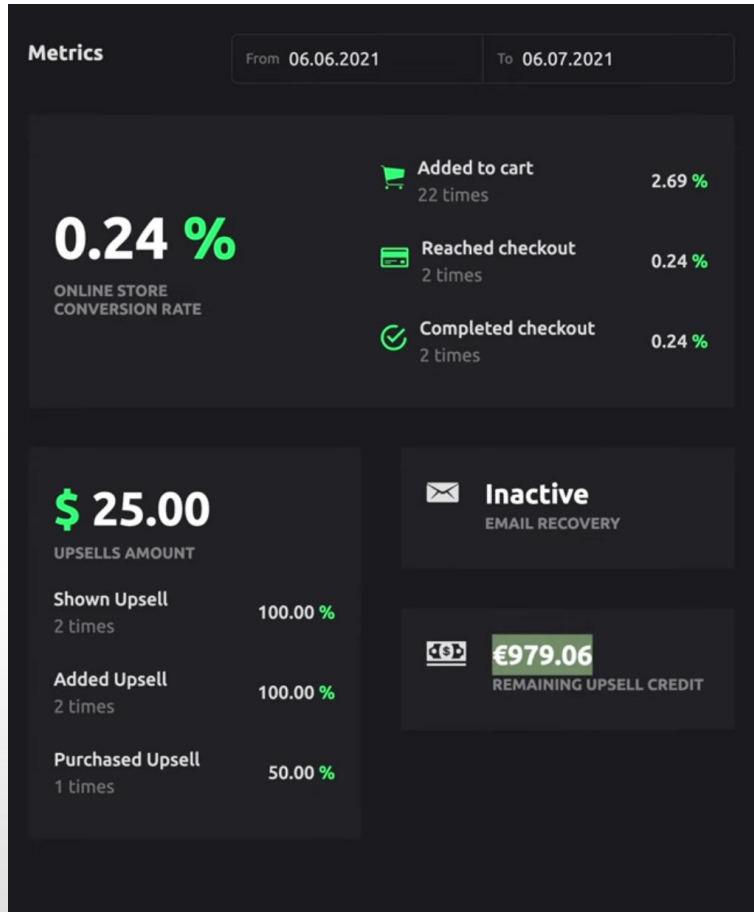 Metrics
From 06.06.2021
To 06.07.2021
0.24 %
ONLINE STORE
CONVERSION RATE
Added to cart
22 times
2.69 %
Reached checkout
2 times
0.24 %
Completed checkout
2 times
0.24 %
$ 25.00
UPSELLS AMOUNT
Shown Upsell
2 times
100.00 %
Added Upsell
2 times
100.00 %
Purchased Upsell
1 times
50.00 %
Inactive
EMAIL RECOVERY
€979.06
REMAINING UPSELL CREDIT